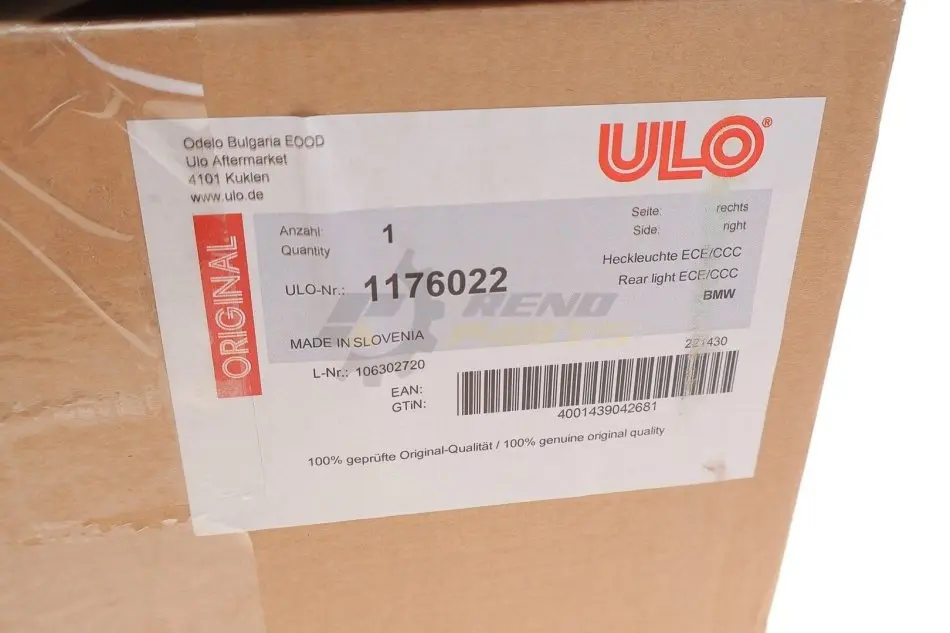 Odelo Bulgaria EOOD
Ulo Aftermarket
4101 Kuklen
www.ulo.de
ULO®
ORIGINAL
Anzahl: 1
Quantity
Seite: rechts
Side: right
ULO-Nr.: 1176022
Heckleuchte ECE/CCC
Rear light ECE/CCC
BMW
RENO
PARTS
MADE IN SLOVENIA
L-Nr.: 106302720
221430
EAN:
GTiN:
4001439042681
100% geprüfte Original-Qualität / 100% genuine original quality